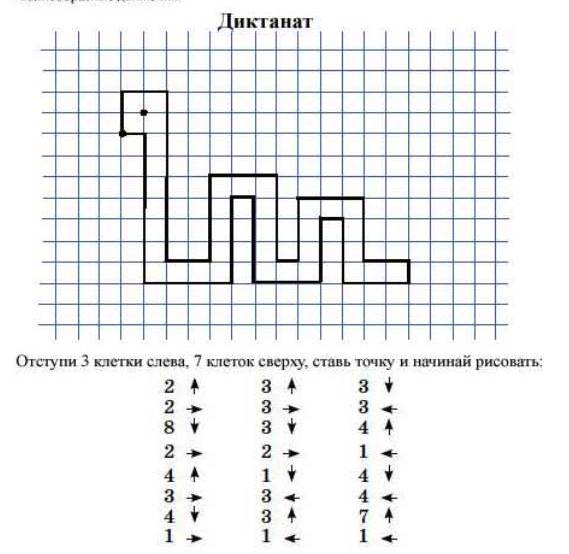 Диктанат
Отступи 3 клетки слева, 7 клеток сверху, ставь точку и начинай рисовать:
2 ↑ 3 ↑ 3 ↓
2 → 3 → 3 ←
8 ↓ 3 ↓ 4 ↑
2 → 2 → 1 ←
4 ↑ 1 ↓ 4 ↓
3 → 3 ← 4 ←
4 ↓ 3 ↑ 7 ↑
1 → 1 ← 1 ←